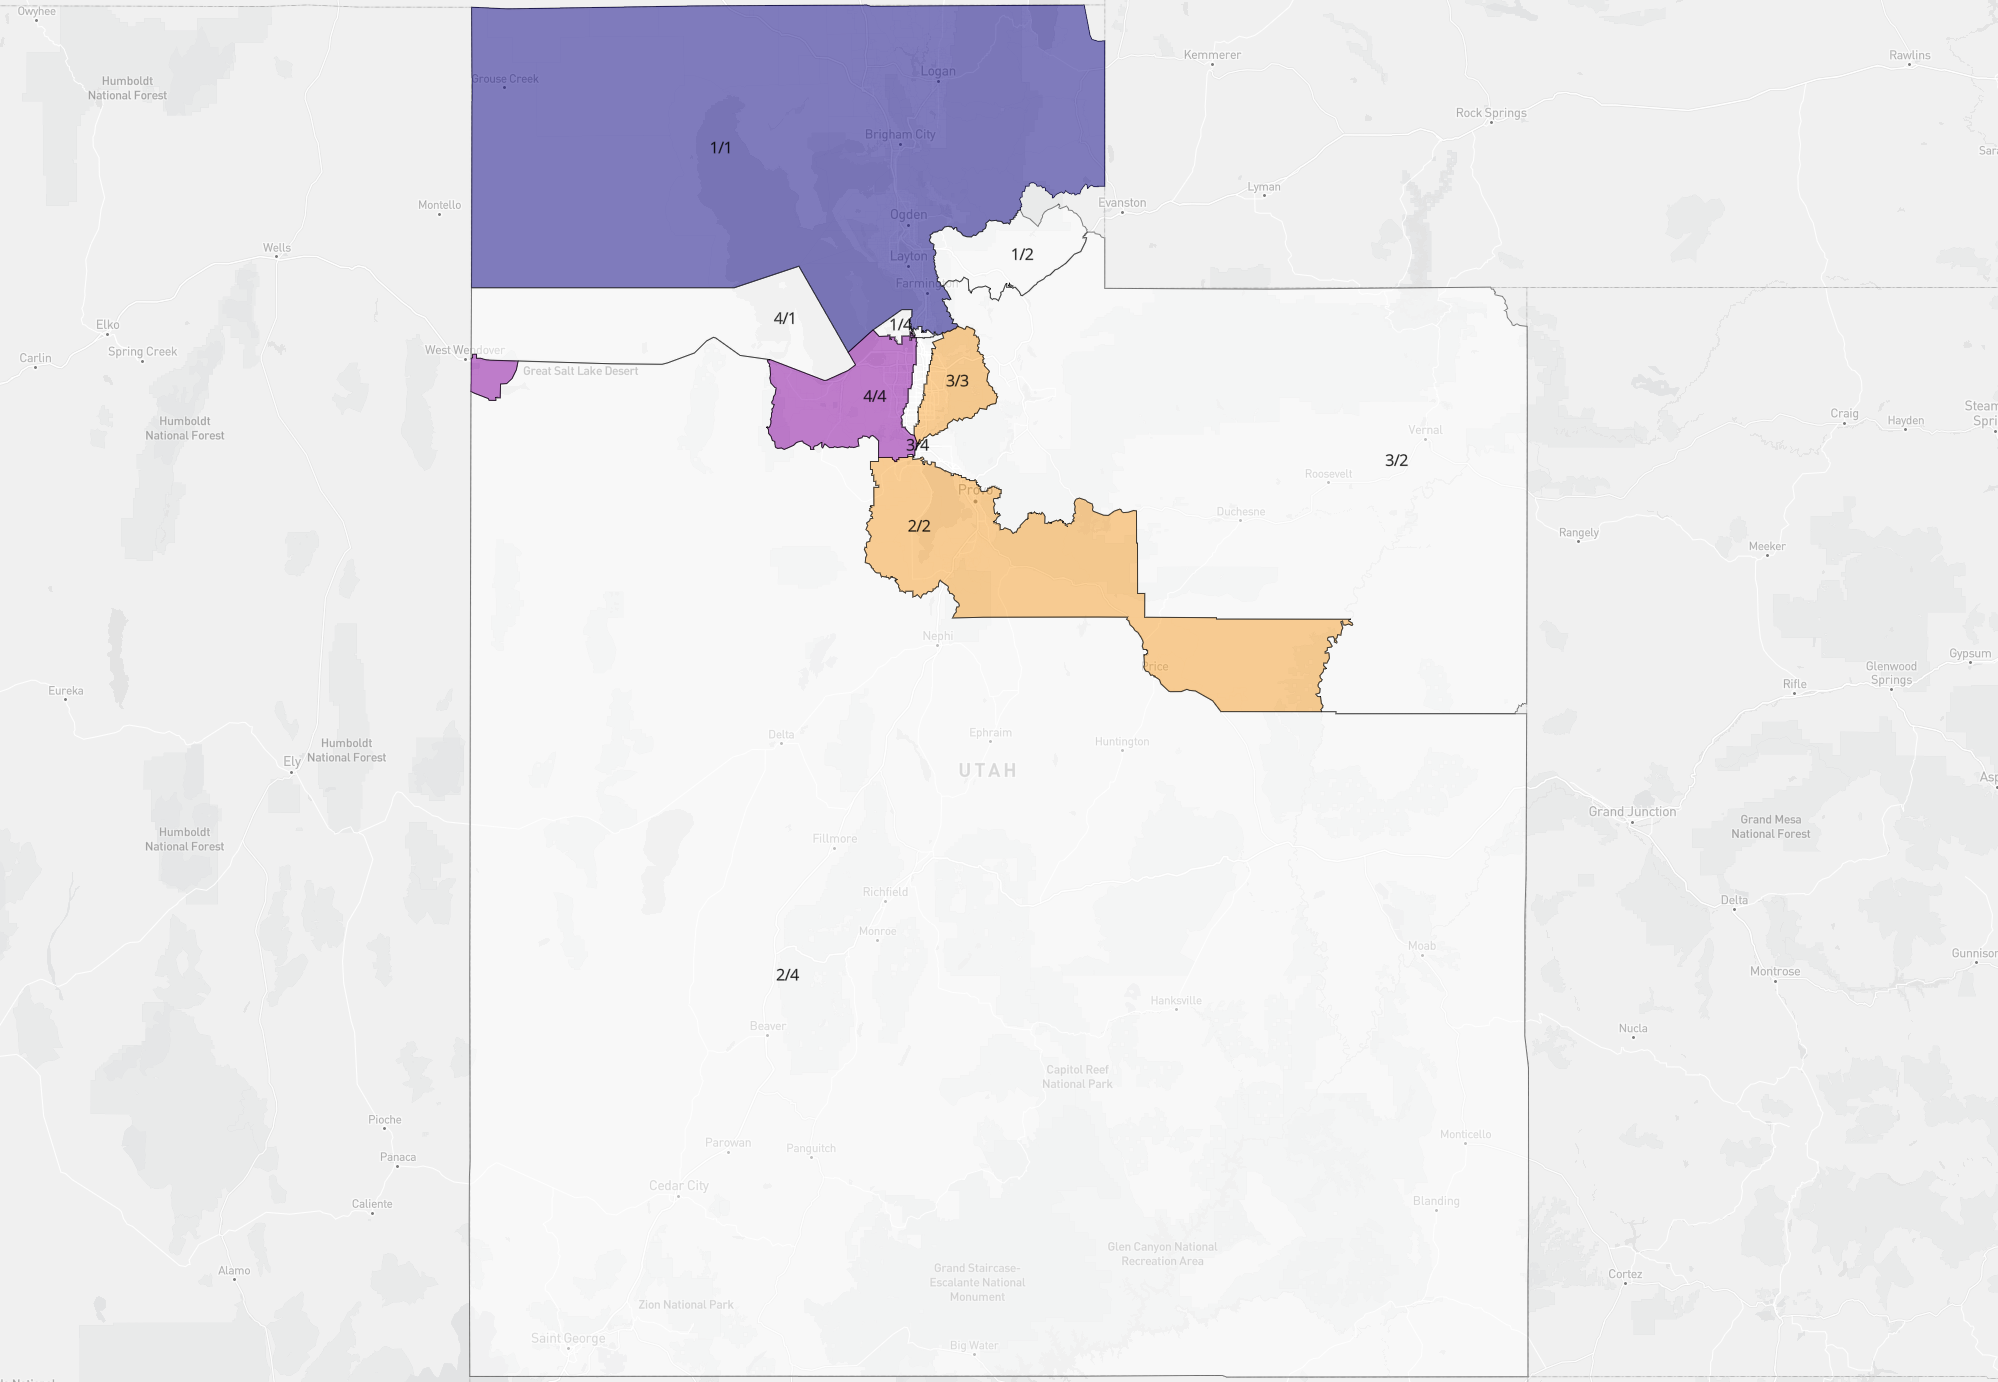 Owyhee
Humboldt
National Forest
Grouse Creek
Logan
Kemmerer
Rawlins
Rock Springs
Brigham City
1/1
Lyman
Evanston
Montello
Ogden
Wells
1/2
Layton
Farmington
4/1
1/4
Elko
Spring Creek
Carlin
West Wendover
Great Salt Lake Desert
3/3
4/4
Humboldt
National Forest
3/4
3/2
Vernal
Roosevelt
Craig
Hayden
Provo
Duchesne
2/2
Rangely
Meeker
Nephi
Price
Eureka
Gypsum
Glenwood
Springs
Rifle
Delta
Ephraim
Huntington
Humboldt
National Forest
Ely
UTAH
Grand Junction
Grand Mesa
National Forest
Humboldt
National Forest
Fillmore
Richfield
Delta
Monroe
Moab
Gunnison
2/4
Montrose
Hanksville
Beaver
Nucla
Capitol Reef
National Park
Pioche
Parowan
Panguitch
Monticello
Panaca
Cedar City
Caliente
Blanding
Alamo
Glen Canyon National
Recreation Area
Grand Staircase-
Escalante National
Monument
Cortez
Zion National Park
Saint George
Big Water